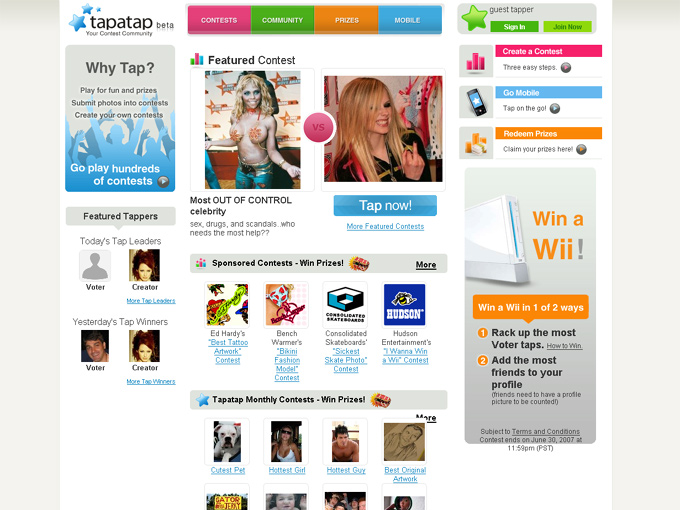 tapatap beta
Your Contest Community
CONTESTS
COMMUNITY
PRIZES
MOBILE
guest tapper
Sign In
Join Now
Why Tap?
Play for fun and prizes
Submit photos into contests
Create your own contests
Go play hundreds
of contests
Featured Tappers
Today's Tap Leaders
Voter
Creator
More Tap Leaders
Yesterday's Tap Winners
Voter
Creator
More Tap Winners
Featured Contest
VS
Most OUT OF CONTROL
celebrity
sex, drugs, and scandals..who
needs the most help??
Tap now!
More Featured Contests
Sponsored Contests - Win Prizes!
More
Ed Hardy's
"Best Tattoo
Artwork"
Contest
Bench
Warmer's
"Bikini
Fashion
Model"
Contest
CONSOLIDATED
SKATEBOARDS
Consolidated
Skateboards'
"Sickest
Skate Photo"
Contest
HUDSON
Hudson
Entertainment's
"I Wanna Win
a Wii" Contest
Tapatap Monthly Contests - Win Prizes!
More
Cutest Pet
Hottest Girl
Hottest Guy
Best Original
Artwork
GATOR
Create a Contest
Three easy steps.
Go Mobile
Tap on the go!
Redeem Prizes
Claim your prizes here!
Win a
Wii!
Win a Wii in 1 of 2 ways
1 Rack up the most
Voter taps. How to Win.
2 Add the most
friends to your
profile
(friends need to have a profile
picture to be counted!)
Subject to Terms and Conditions
Contest ends on June 30, 2007 at
11:59pm (PST)